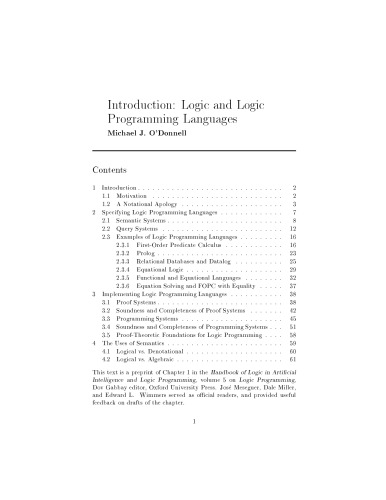 Introduction: Logic and Logic
Programming Languages
Michael J. O'Donnell
Contents
1 Introduction . . . . . . . . . . . . . . . . . . . . . . . . . . . . . 2
1.1 Motivation . . . . . . . . . . . . . . . . . . . . . . . . . . 2
1.2 A Notational Apology . . . . . . . . . . . . . . . . . . . . 3
2 Specifying Logic Programming Languages . . . . . . . . . . . . . 7
2.1 Semantic Systems . . . . . . . . . . . . . . . . . . . . . . . 8
2.2 Query Systems . . . . . . . . . . . . . . . . . . . . . . . . 12
2.3 Examples of Logic Programming Languages . . . . . . . . . 16
2.3.1 First-Order Predicate Calculus . . . . . . . . . . . . 16
2.3.2 Prolog . . . . . . . . . . . . . . . . . . . . . . . . . 23
2.3.3 Relational Databases and Datalog . . . . . . . . . . 25
2.3.4 Equational Logic . . . . . . . . . . . . . . . . . . . 29
2.3.5 Functional and Equational Languages . . . . . . . . 32
2.3.6 Equation Solving and FOPC with Equality . . . . . 37
3 Implementing Logic Programming Languages . . . . . . . . . . . 38
3.1 Proof Systems . . . . . . . . . . . . . . . . . . . . . . . . . 38
3.2 Soundness and Completeness of Proof Systems . . . . . . 42
3.3 Programming Systems . . . . . . . . . . . . . . . . . . . . 45
3.4 Soundness and Completeness of Programming Systems . . . 51
3.5 Proof-Theoretic Foundations for Logic Programming . . . . 58
4 The Uses of Semantics . . . . . . . . . . . . . . . . . . . . . . . 59
4.1 Logical vs. Denotational . . . . . . . . . . . . . . . . . . . 60
4.2 Logical vs. Algebraic . . . . . . . . . . . . . . . . . . . . . 61
This text is a preprint of Chapter 1 in the Handbook of Logic in Artificial
Intelligence and Logic Programming, volume 5 on Logic Programming,
Dov Gabbay editor, Oxford University Press. José Meseguer, Dale Miller,
and Edward L. Wimmers served as official readers, and provided useful
feedback on drafts of the chapter.
1